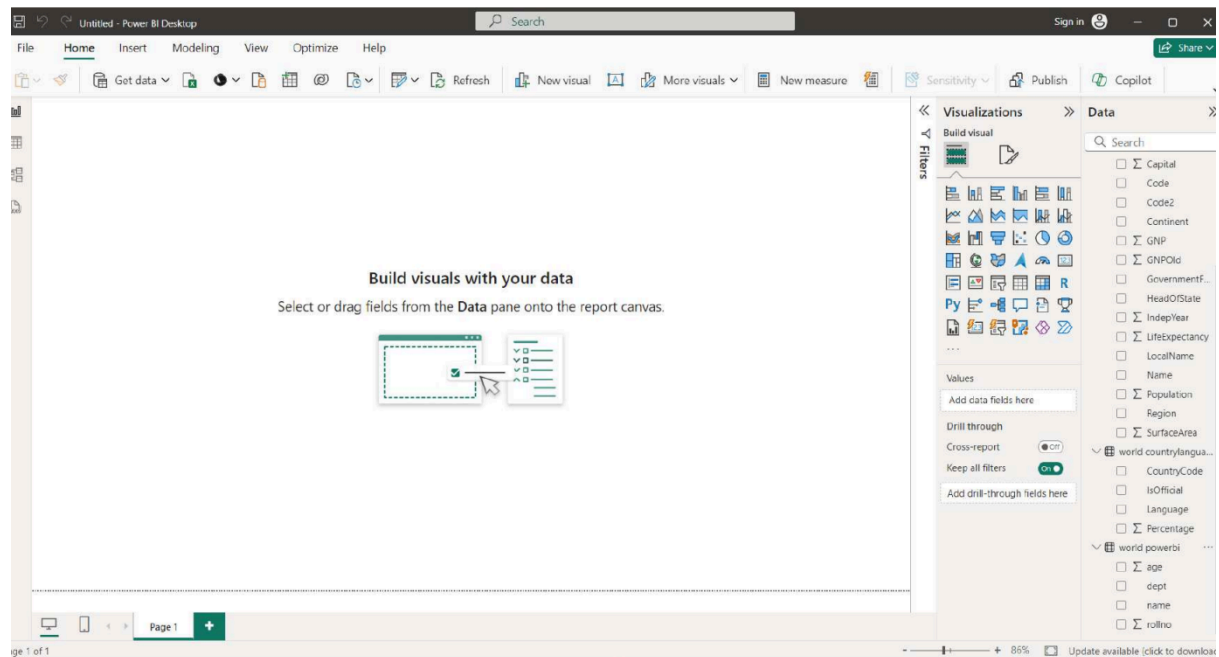 Untitled - Power BI Desktop
Search
Sign in
File Home Insert Modeling View Optimize Help
Share
Get data
Refresh
New visual
A
More visuals
New measure
Sensitivity
Publish
Copilot
Filters
Visualizations
Build visual
R
Py
...
Values
Add data fields here
Drill through
Cross-report
Off
Keep all filters
On
Add drill-through fields here
Data
Search
Σ Capital
Code
Code2
Continent
Σ GNP
Σ GNPOld
GovernmentF...
HeadOfState
Σ IndepYear
Σ LifeExpectancy
LocalName
Name
Σ Population
Region
Σ SurfaceArea
world countrylangua...
CountryCode
IsOfficial
Language
Σ Percentage
world powerbi ...
Σ age
dept
name
Σ rollno
Build visuals with your data
Select or drag fields from the Data pane onto the report canvas.
Page 1
+
age 1 of 1
- + 86%
Update available (click to download